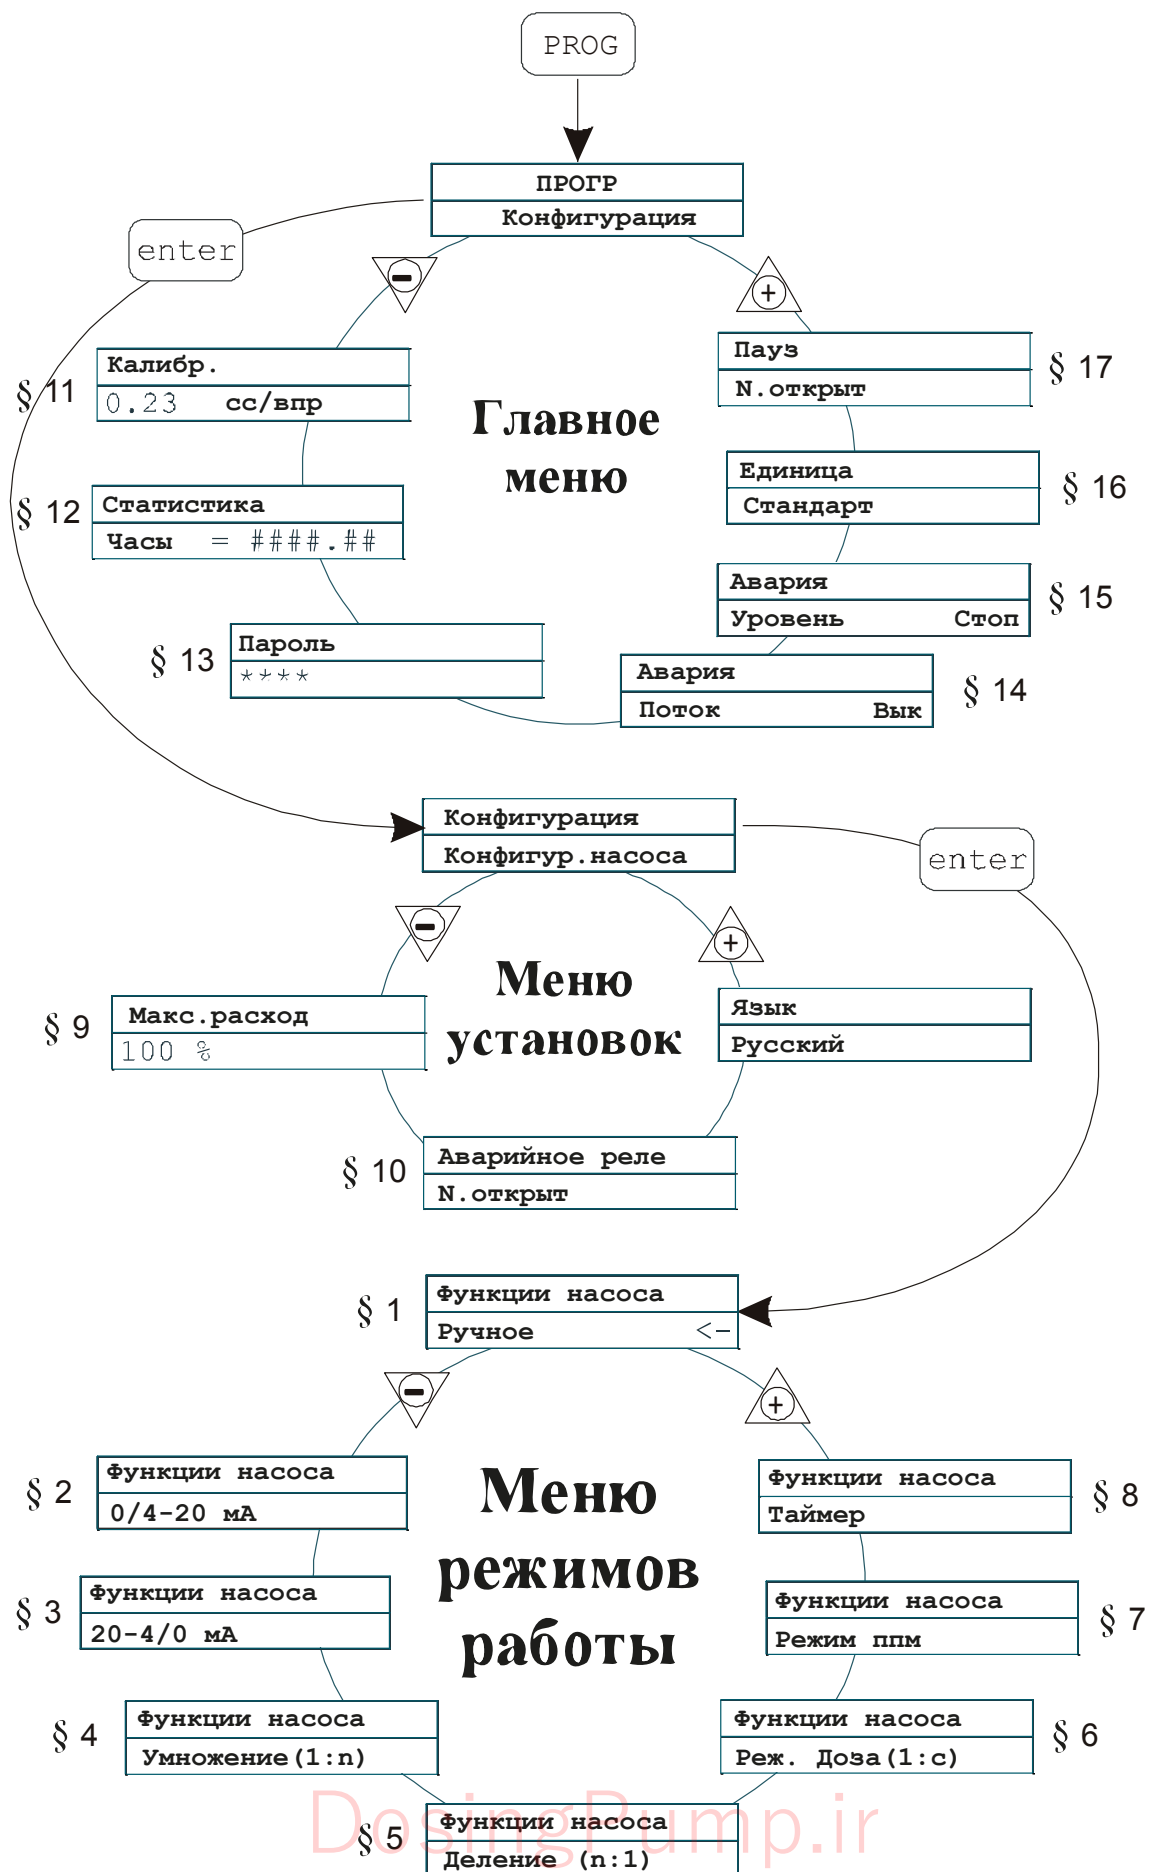 PROG
ПРОГР
Конфигурация
enter
−
+
Калибр.
0.23 сс/впр
§ 11
Пауз
N.открыт
§ 17
Главное
меню
Единица
Стандарт
§ 16
§ 12
Статистика
Часы = ####.##
Авария
Уровень Стоп
§ 15
§ 13
Пароль
****
Авария
Поток Вык
§ 14
Конфигурация
Конфигур.насоса
enter
−
+
Меню
установок
§ 9
Макс.расход
100 %
Язык
Русский
§ 10
Аварийное реле
N.открыт
§ 1
Функции насоса
Ручное <−
−
+
§ 2
Функции насоса
0/4-20 мА
Меню
режимов
работы
Функции насоса
Таймер
§ 8
§ 3
Функции насоса
20-4/0 мА
Функции насоса
Режим ппм
§ 7
§ 4
Функции насоса
Умножение(1:n)
Функции насоса
Реж. Доза(1:с)
§ 6
§ 5
Функции насоса
Деление (n:1)
DosingPump.ir